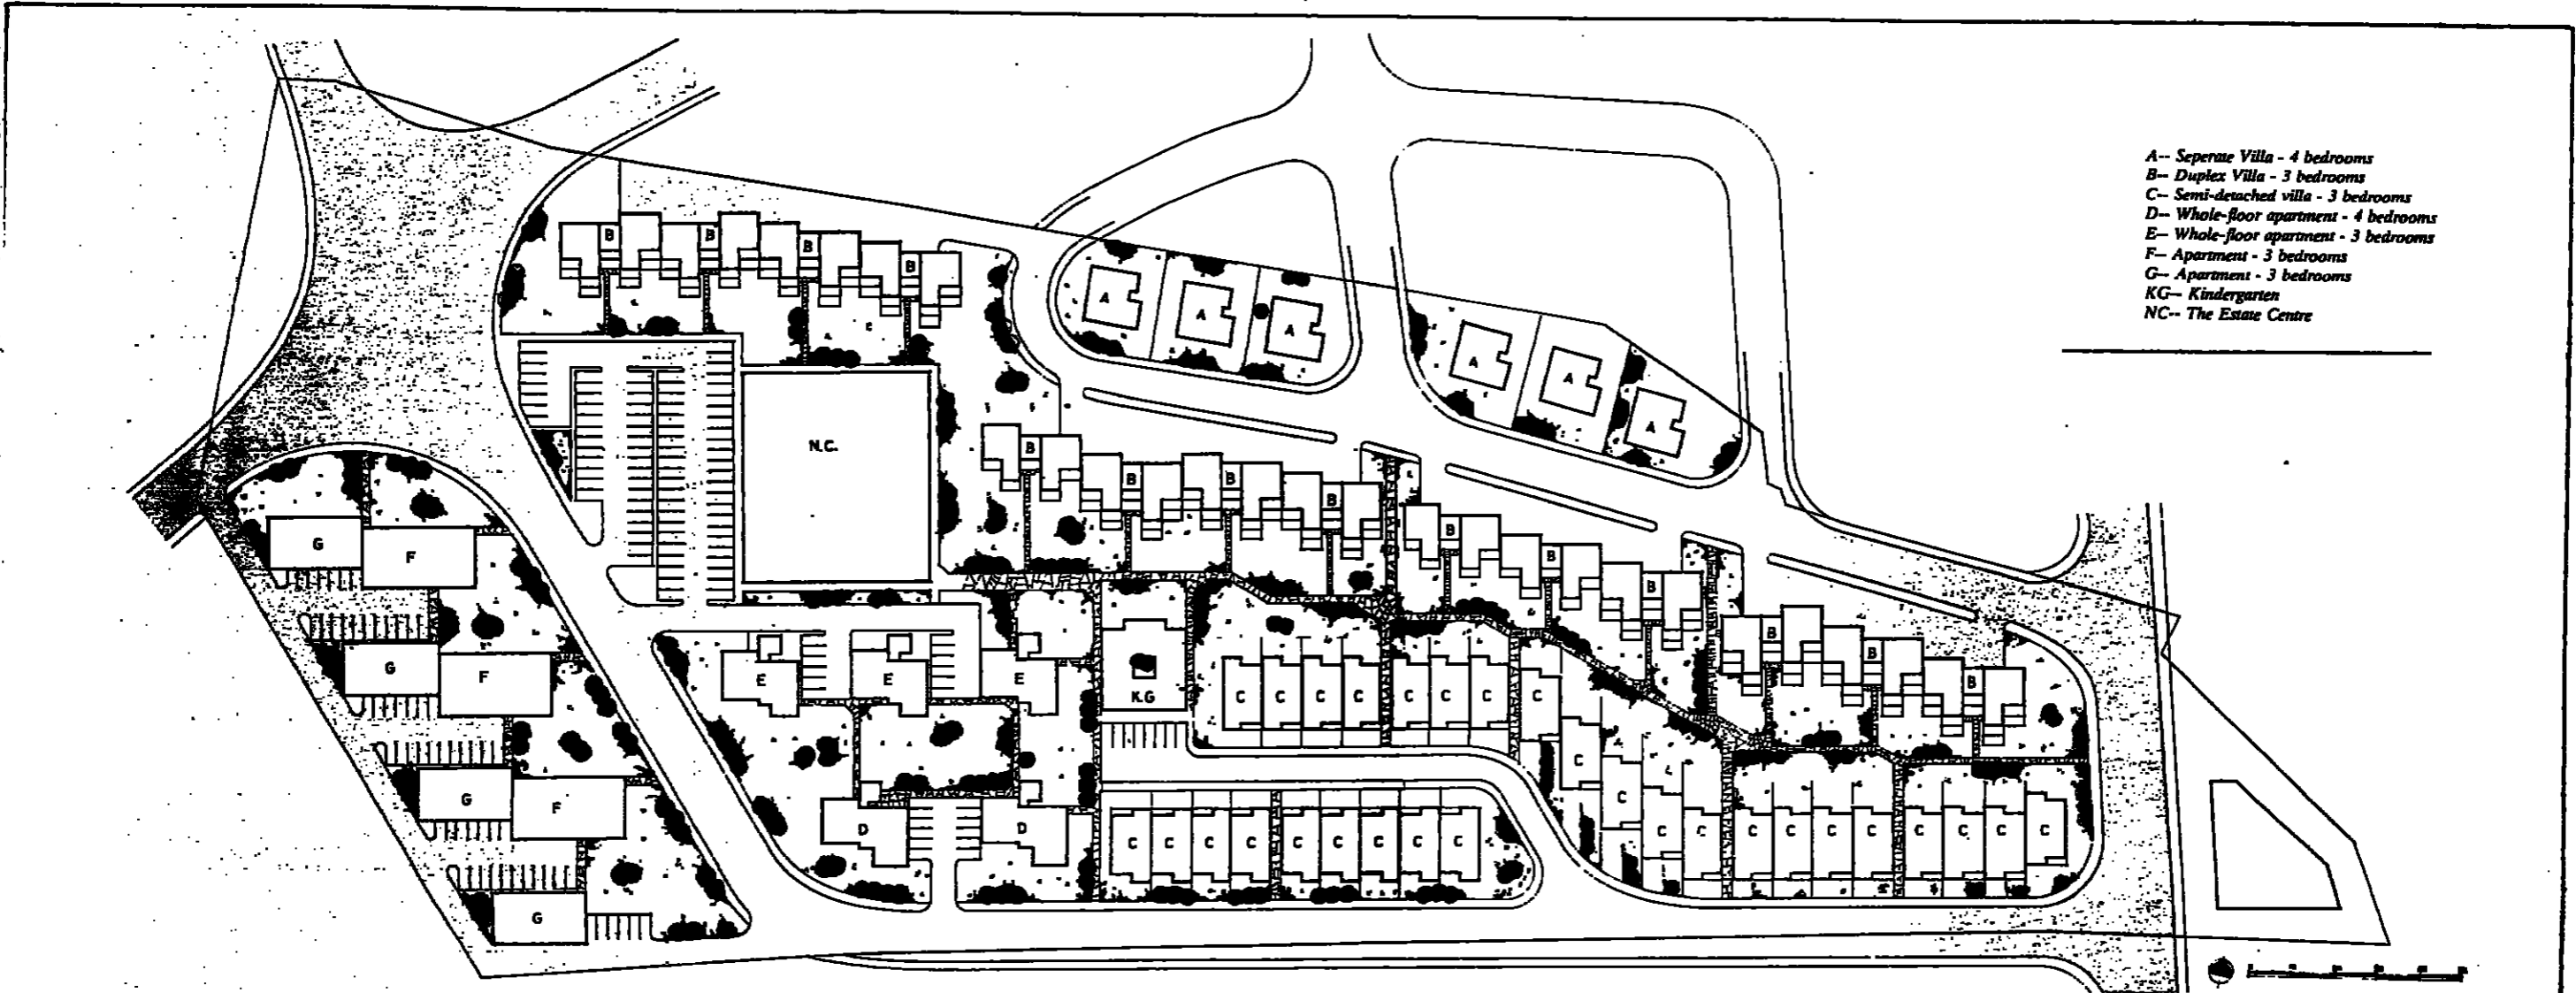 A-- Seperate Villa - 4 bedrooms
B-- Duplex Villa - 3 bedrooms
C-- Semi-detached villa - 3 bedrooms
D-- Whole-floor apartment - 4 bedrooms
E-- Whole-floor apartment - 3 bedrooms
F-- Apartment - 3 bedrooms
G-- Apartment - 3 bedrooms
KG-- Kindergarten
NC-- The Estate Centre
B B B B
A A A
A A A
N.C.
B B B B
B B B
B B B
G F
G F
G F
G
E E E
K.G
C C C C
C C C
C
C
C
C C
C C C C
C C C C
D D
C C C C
C C C C C